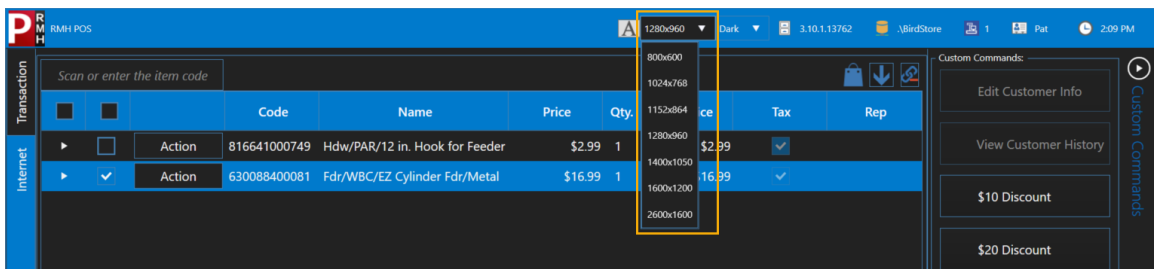 P RMH RMH POS A 1280x960 Dark 3.10.1.13762 .\BirdStore 1 Pat 2:09 PM
800x600
1024x768
1152x864
1280x960
1400x1050
1600x1200
2600x1600
Transaction
Internet
Scan or enter the item code
Code Name Price Qty. ce Tax Rep
Action 816641000749 Hdw/PAR/12 in. Hook for Feeder $2.99 1 $2.99
Action 630088400081 Fdr/WBC/EZ Cylinder Fdr/Metal $16.99 1 16.99
Custom Commands:
Edit Customer Info
View Customer History
$10 Discount
$20 Discount
Custom Commands